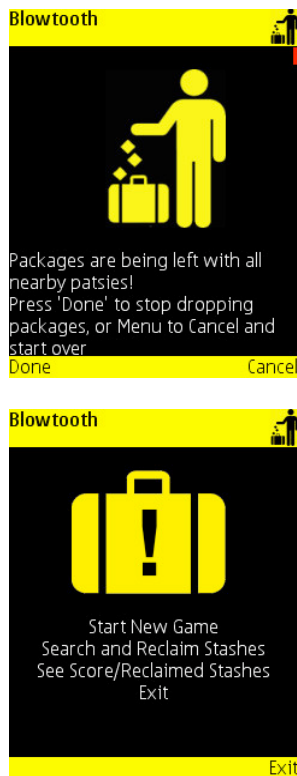 Blowtooth
Packages are being left with all
nearby patsies!
Press 'Done' to stop dropping
packages, or Menu to Cancel and
start over
Done Cancel
Blowtooth
!
Start New Game
Search and Reclaim Stashes
See Score/Reclaimed Stashes
Exit
Exit